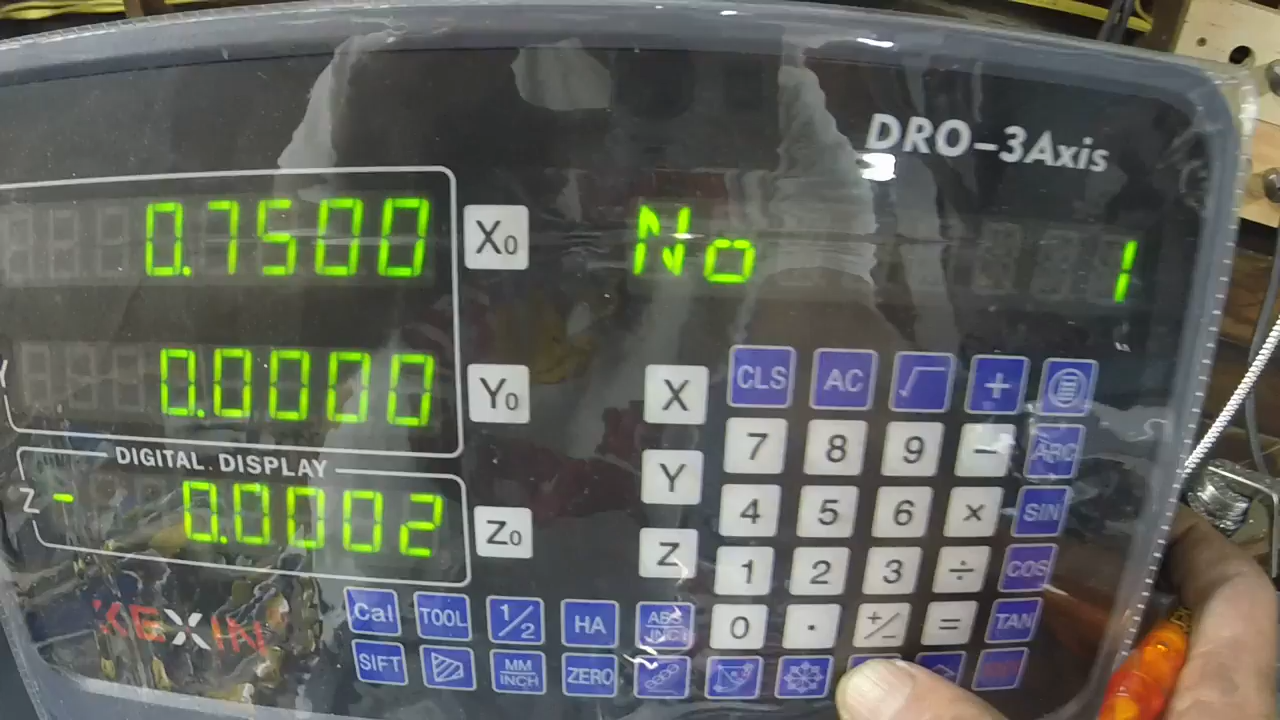 DRO-3Axis
0.7500 X0 No 1
0.0000 Y0
DIGITAL. DISPLAY
Z - 0.0002 Z0
X CLS AC √ +
7 8 9 - ARC
Y 4 5 6 × SIN
Z 1 2 3 ÷ COS
Cal TOOL 1/2 HA ABS INC 0 . +/- = TAN
SIFT MM INCH ZERO
KEXIN